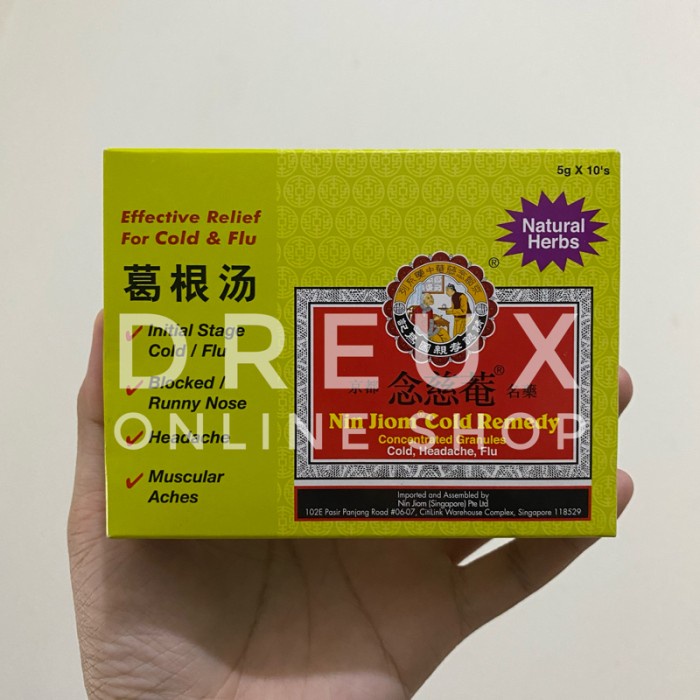 5g X 10's
Effective Relief
For Cold & Flu
Natural
Herbs
葛根汤
®
Initial Stage
Cold / Flu
Blocked /
Runny Nose
Headache
Muscular
Aches
DREUX
ONLINE SHOP
京都 念慈菴® 名藥
Nin Jiom Cold Remedy
Concentrated Granules
Cold, Headache, Flu
Imported and Assembled by
Nin Jiom (Singapore) Pte Ltd
102E Pasir Panjang Road #06-07, CitiLink Warehouse Complex, Singapore 118529